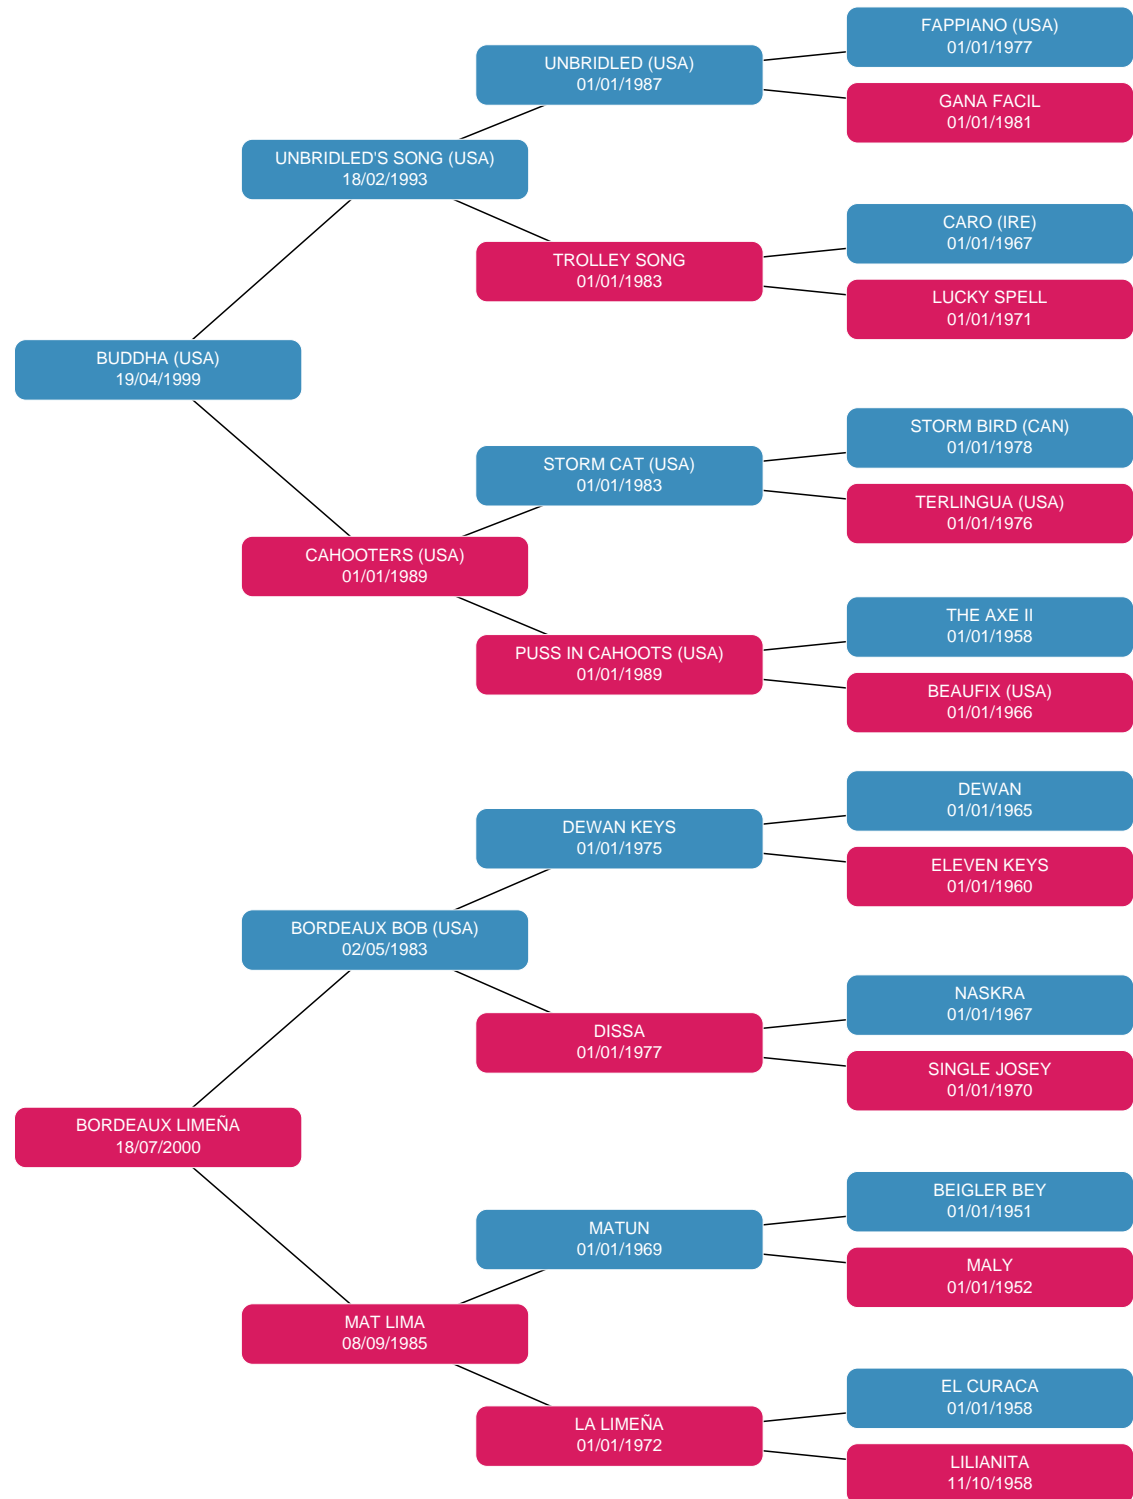 FAPPIANO (USA)
01/01/1977
UNBRIDLED (USA)
01/01/1987
GANA FACIL
01/01/1981
UNBRIDLED'S SONG (USA)
18/02/1993
CARO (IRE)
01/01/1967
TROLLEY SONG
01/01/1983
LUCKY SPELL
01/01/1971
BUDDHA (USA)
19/04/1999
STORM BIRD (CAN)
01/01/1978
STORM CAT (USA)
01/01/1983
TERLINGUA (USA)
01/01/1976
CAHOOTERS (USA)
01/01/1989
THE AXE II
01/01/1958
PUSS IN CAHOOTS (USA)
01/01/1989
BEAUFIX (USA)
01/01/1966
DEWAN
01/01/1965
DEWAN KEYS
01/01/1975
ELEVEN KEYS
01/01/1960
BORDEAUX BOB (USA)
02/05/1983
NASKRA
01/01/1967
DISSA
01/01/1977
SINGLE JOSEY
01/01/1970
BORDEAUX LIMEÑA
18/07/2000
BEIGLER BEY
01/01/1951
MATUN
01/01/1969
MALY
01/01/1952
MAT LIMA
08/09/1985
EL CURACA
01/01/1958
LA LIMEÑA
01/01/1972
LILIANITA
11/10/1958